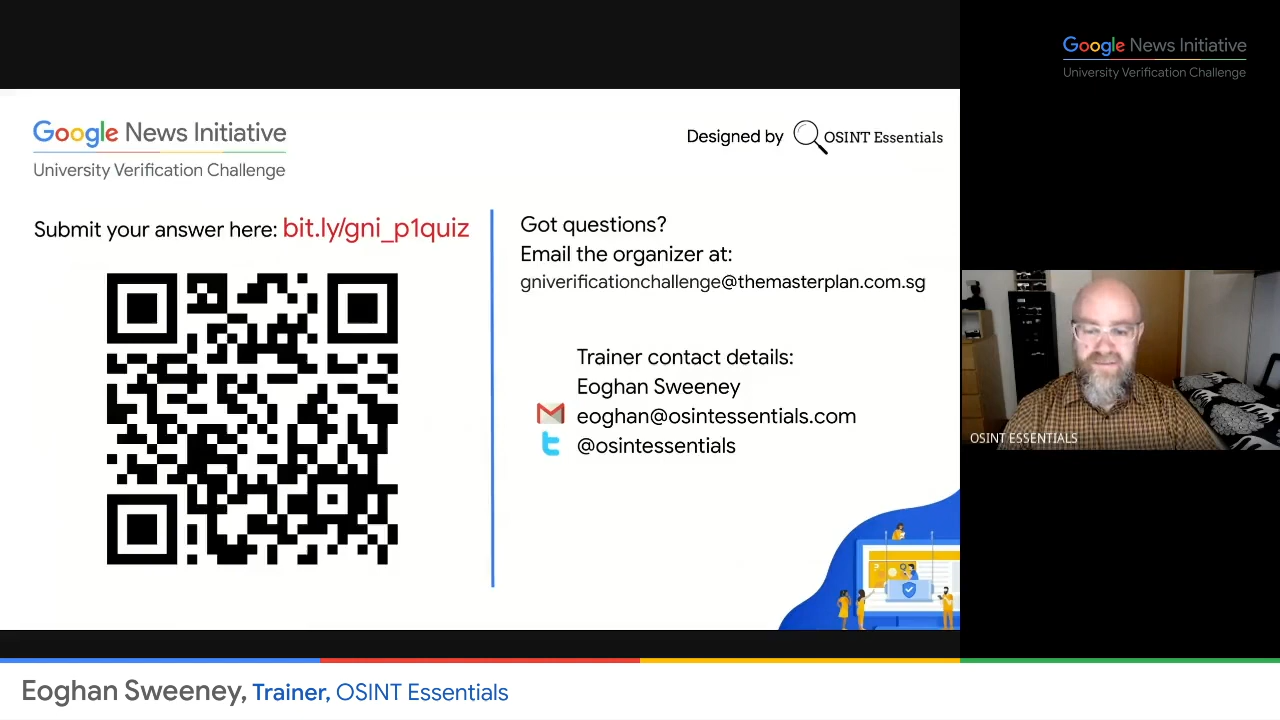 Google News Initiative
University Verification Challenge
Google News Initiative
University Verification Challenge
Designed by OSINT Essentials
Submit your answer here: bit.ly/gni_p1quiz
Got questions?
Email the organizer at:
gniverificationchallenge@themasterplan.com.sg
Trainer contact details:
Eoghan Sweeney
eoghan@osintessentials.com
@osintessentials
OSINT ESSENTIALS
Eoghan Sweeney, Trainer, OSINT Essentials